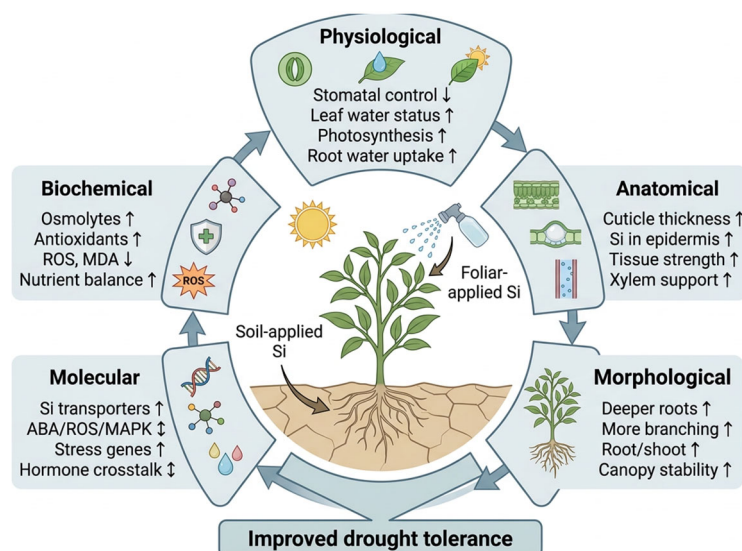 Physiological
Stomatal control ↓
Leaf water status ↑
Photosynthesis ↑
Root water uptake ↑
Biochemical
Osmolytes ↑
Antioxidants ↑
ROS, MDA ↓
Nutrient balance ↑
ROS
Anatomical
Cuticle thickness ↑
Si in epidermis ↑
Tissue strength ↑
Xylem support ↑
Foliar-
applied Si
Soil-applied
Si
Molecular
Si transporters ↑
ABA/ROS/MAPK ↕
Stress genes ↑
Hormone crosstalk ↕
Morphological
Deeper roots ↑
More branching ↑
Root/shoot ↑
Canopy stability ↑
Improved drought tolerance